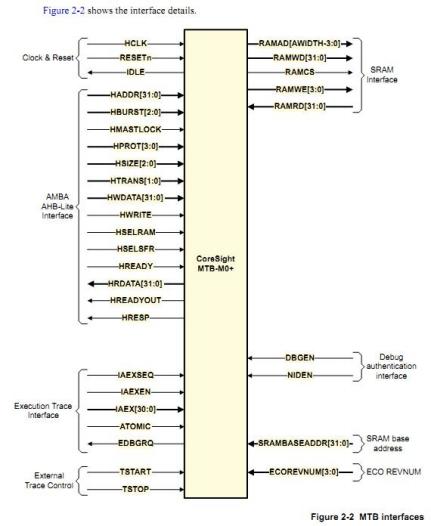 Figure 2-2 shows the interface details.
Clock & Reset
HCLK
RESETn
IDLE
AMBA
AHB-Lite
Interface
HADDR[31:0]
HBURST[2:0]
HMASTLOCK
HPROT[3:0]
HSIZE[2:0]
HTRANS[1:0]
HWDATA[31:0]
HWRITE
HSELRAM
HSELSFR
HREADY
HRDATA[31:0]
HREADYOUT
HRESP
Execution Trace
Interface
IAEXSEQ
IAEXEN
IAEX[30:0]
ATOMIC
EDBGRQ
External
Trace Control
TSTART
TSTOP
CoreSight
MTB-M0+
RAMAD[AWIDTH-3:0]
RAMWD[31:0]
RAMCS
RAMWE[3:0]
RAMRD[31:0]
SRAM
Interface
DBGEN
NIDEN
Debug
authentication
interface
SRAMBASEADDR[31:0]
SRAM base
address
ECOREVNUM[3:0]
ECO REVNUM
Figure 2-2 MTB interfaces